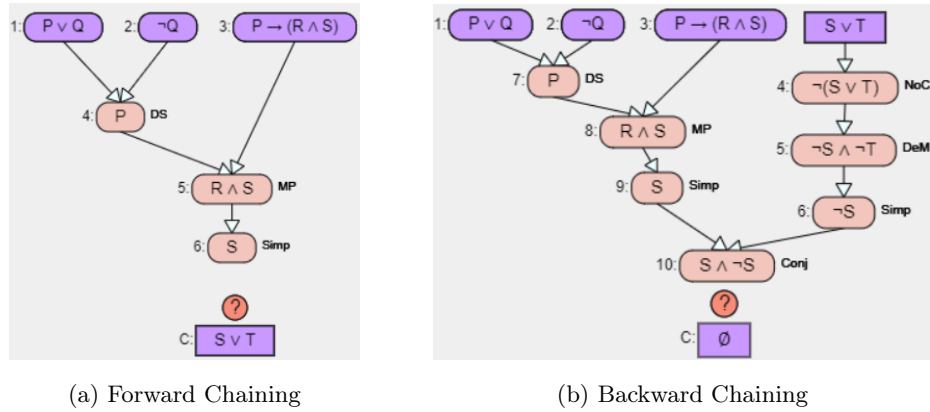 1: P ∨ Q 2: ¬Q 3: P → (R ∧ S)
4: P DS
5: R ∧ S MP
6: S Simp
?
C: S ∨ T
(a) Forward Chaining
1: P ∨ Q 2: ¬Q 3: P → (R ∧ S) S ∨ T
7: P DS 4: ¬(S ∨ T) NoC
8: R ∧ S MP 5: ¬S ∧ ¬T DeM
9: S Simp 6: ¬S Simp
10: S ∧ ¬S Conj
?
C: Ø
(b) Backward Chaining